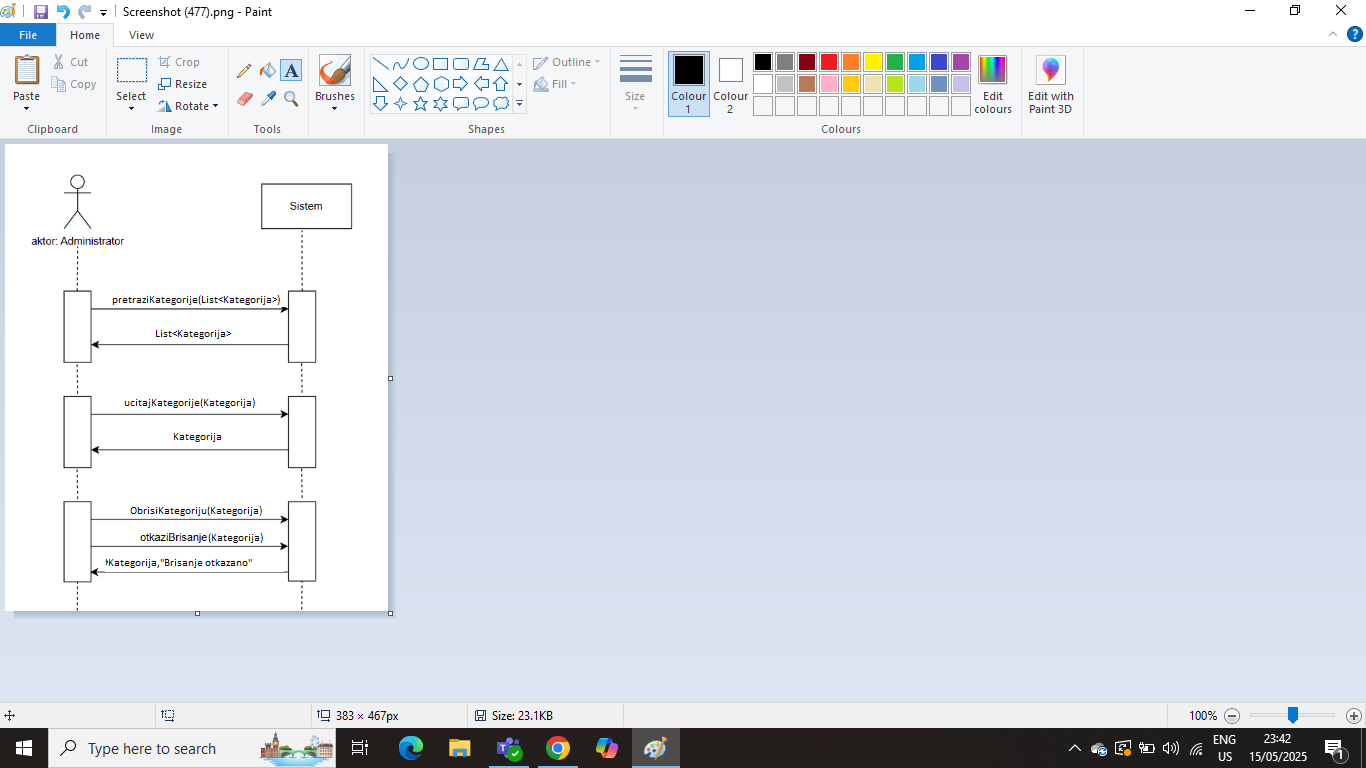 Screenshot (477).png - Paint
File
Home
View
Paste
Cut
Copy
Clipboard
Select
Crop
Resize
Rotate
Image
A
Tools
Brushes
Outline
Fill
Shapes
Size
Colour 1
Colour 2
Edit colours
Colours
Edit with Paint 3D
Sistem
aktor: Administrator
pretraziKategorije(List<Kategorija>)
List<Kategorija>
ucitajKategorije(Kategorija)
Kategorija
ObrisiKategoriju(Kategorija)
otkaziBrisanje(Kategorija)
Kategorija,"Brisanje otkazano"
383 × 467px
Size: 23.1KB
100%
Type here to search
ENG
US
23:42
15/05/2025
1